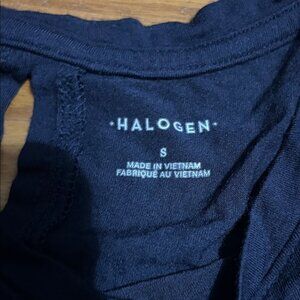 ·HALOGEN·
S
MADE IN VIETNAM
FABRIQUÉ AU VIETNAM